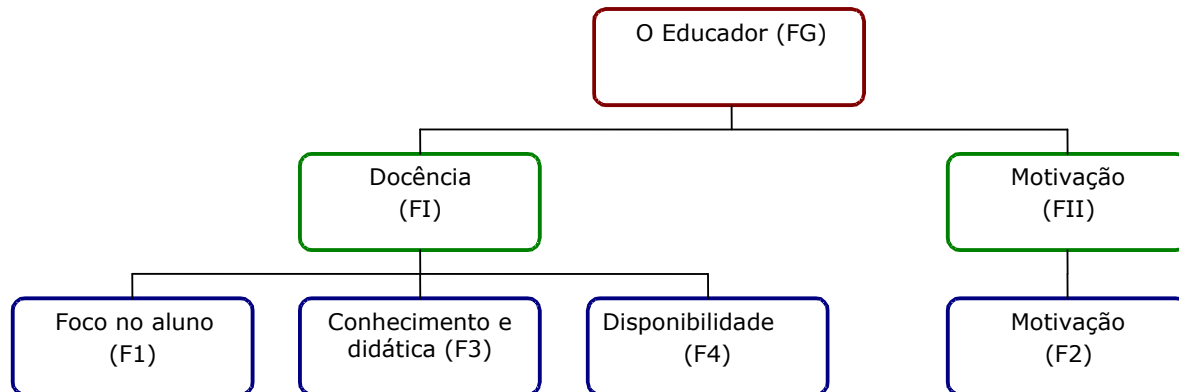 O Educador (FG)
Docência
(FI)
Motivação
(FII)
Foco no aluno
(F1)
Conhecimento e
didática (F3)
Disponibilidade
(F4)
Motivação
(F2)